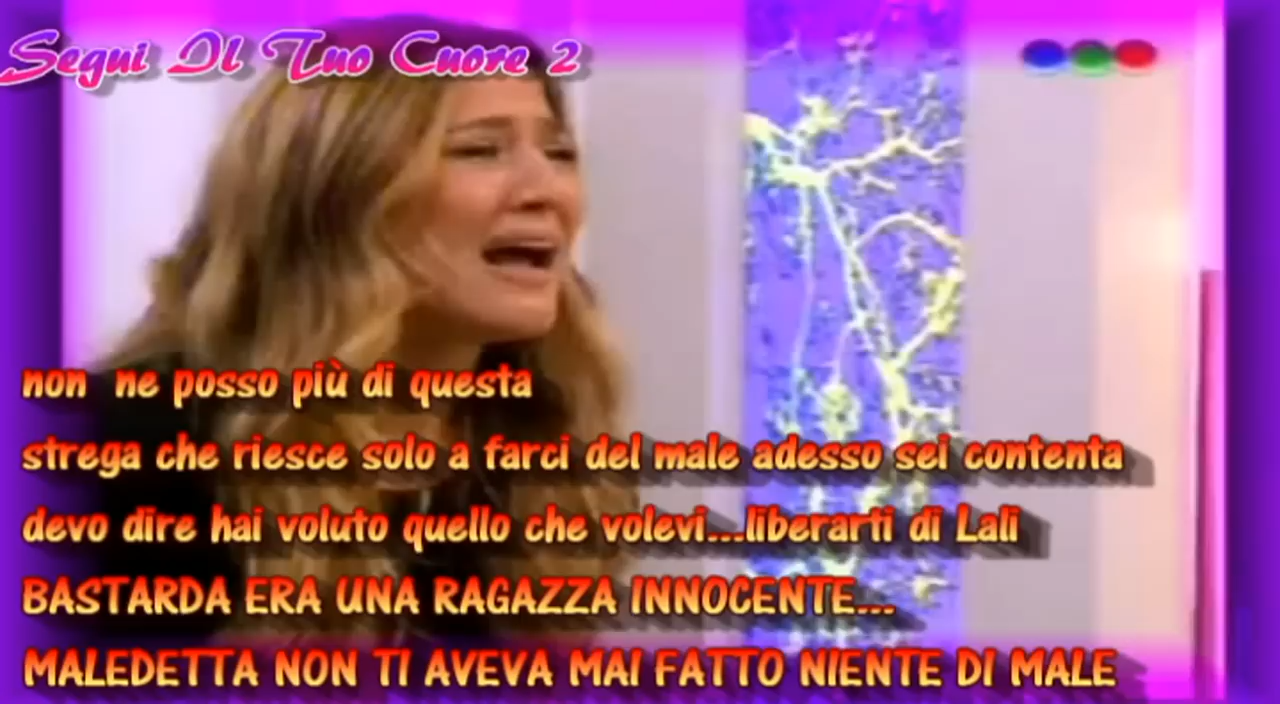 Segui Il Tuo Cuore 2
non ne posso più di questa
strega che riesce solo a farci del male adesso sei contenta
devo dire hai voluto quello che volevi...liberarti di Lali
BASTARDA ERA UNA RAGAZZA INNOCENTE...
MALEDETTA NON TI AVEVA MAI FATTO NIENTE DI MALE